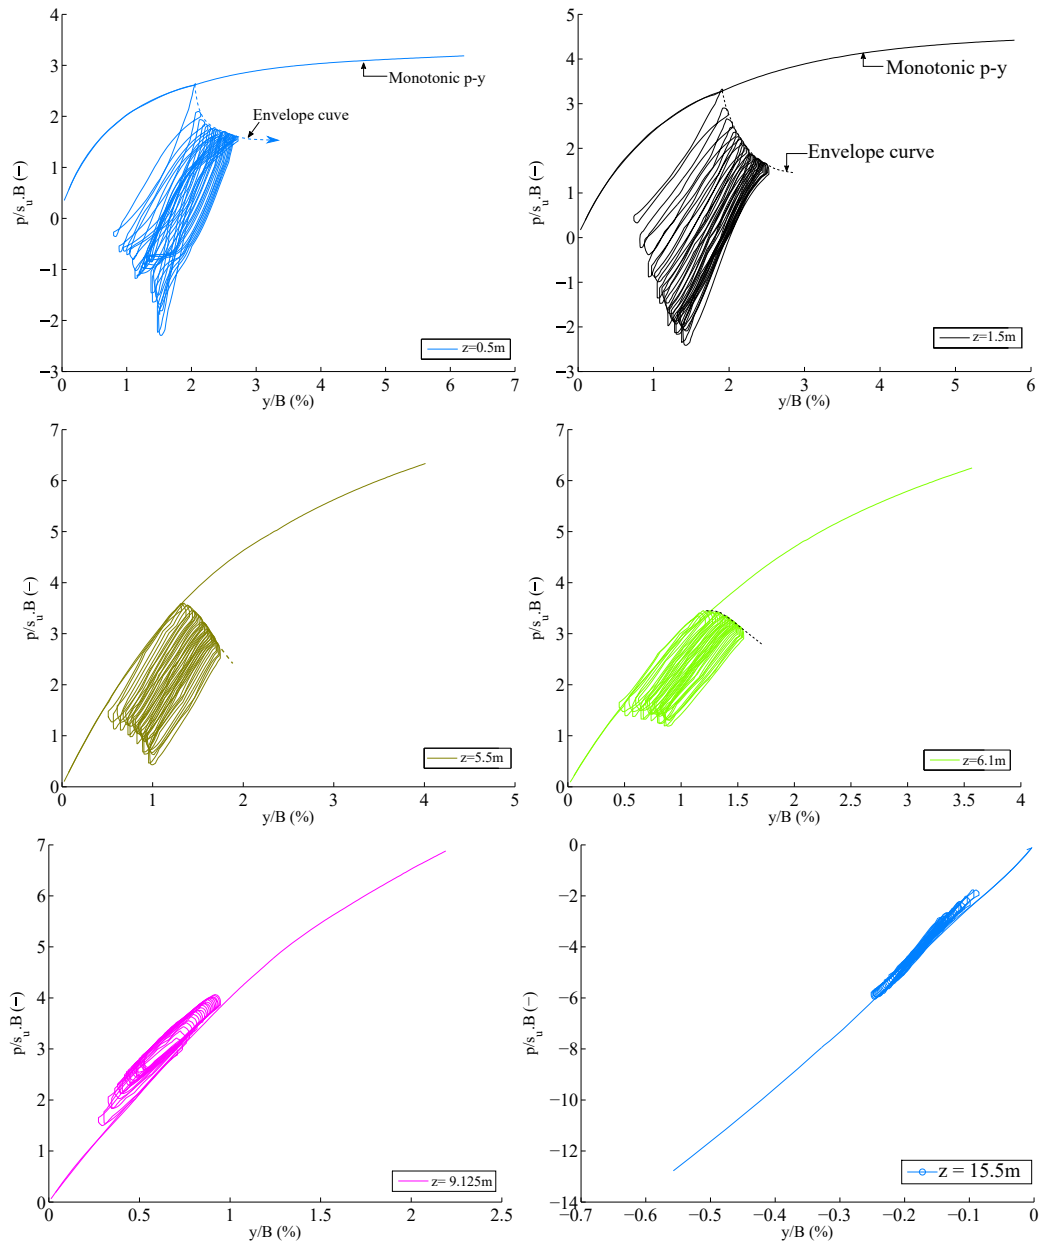 4
3
2
1
0
−1
−2
−3
0 1 2 3 4 5 6 7
p/su.B (−)
y/B (%)
Monotonic p-y
Envelope cuve
z=0.5m
5
4
3
2
1
0
−1
−2
−3
0 1 2 3 4 5 6
p/su.B (−)
y/B (%)
Monotonic p-y
Envelope curve
z=1.5m
7
6
5
4
3
2
1
0
0 1 2 3 4 5
p/su.B (−)
y/B (%)
z=5.5m
7
6
5
4
3
2
1
0
0 0.5 1 1.5 2 2.5 3 3.5 4
p/su.B (−)
y/B (%)
z=6.1m
7
6
5
4
3
2
1
0
0 0.5 1 1.5 2 2.5
p/su.B (−)
y/B (%)
z= 9.125m
0
−2
−4
−6
−8
−10
−12
−14
−0.7 −0.6 −0.5 −0.4 −0.3 −0.2 −0.1 0
p/su.B (−)
y/B (%)
z = 15.5m